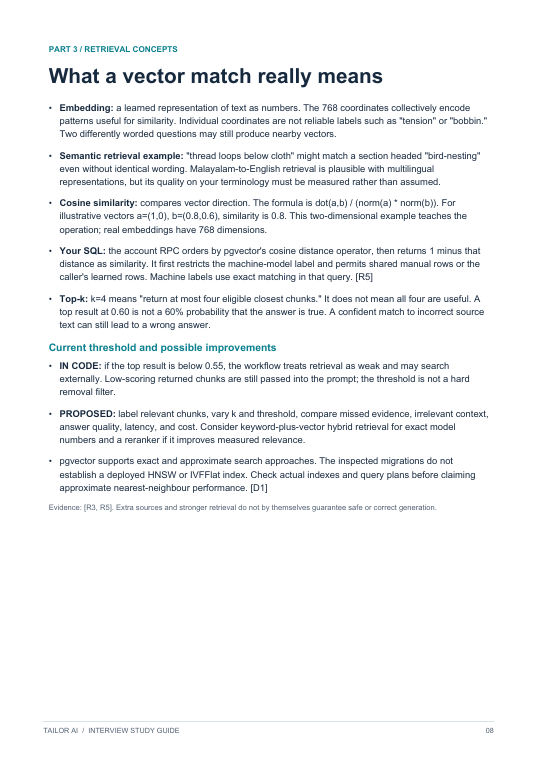 PART 3 / RETRIEVAL CONCEPTS
What a vector match really means
• Embedding: a learned representation of text as numbers. The 768 coordinates collectively encode
patterns useful for similarity. Individual coordinates are not reliable labels such as "tension" or "bobbin."
Two differently worded questions may still produce nearby vectors.
• Semantic retrieval example: "thread loops below cloth" might match a section headed "bird-nesting"
even without identical wording. Malayalam-to-English retrieval is plausible with multilingual
representations, but its quality on your terminology must be measured rather than assumed.
• Cosine similarity: compares vector direction. The formula is dot(a,b) / (norm(a) * norm(b)). For
illustrative vectors a=(1,0), b=(0.8,0.6), similarity is 0.8. This two-dimensional example teaches the
operation; real embeddings have 768 dimensions.
• Your SQL: the account RPC orders by pgvector's cosine distance operator, then returns 1 minus that
distance as similarity. It first restricts the machine-model label and permits shared manual rows or the
caller's learned rows. Machine labels use exact matching in that query. [R5]
• Top-k: k=4 means "return at most four eligible closest chunks." It does not mean all four are useful. A
top result at 0.60 is not a 60% probability that the answer is true. A confident match to incorrect source
text can still lead to a wrong answer.
Current threshold and possible improvements
• IN CODE: if the top result is below 0.55, the workflow treats retrieval as weak and may search
externally. Low-scoring returned chunks are still passed into the prompt; the threshold is not a hard
removal filter.
• PROPOSED: label relevant chunks, vary k and threshold, compare missed evidence, irrelevant context,
answer quality, latency, and cost. Consider keyword-plus-vector hybrid retrieval for exact model
numbers and a reranker if it improves measured relevance.
• pgvector supports exact and approximate search approaches. The inspected migrations do not
establish a deployed HNSW or IVFFlat index. Check actual indexes and query plans before claiming
approximate nearest-neighbour performance. [D1]
Evidence: [R3, R5]. Extra sources and stronger retrieval do not by themselves guarantee safe or correct generation.
TAILOR AI / INTERVIEW STUDY GUIDE
08